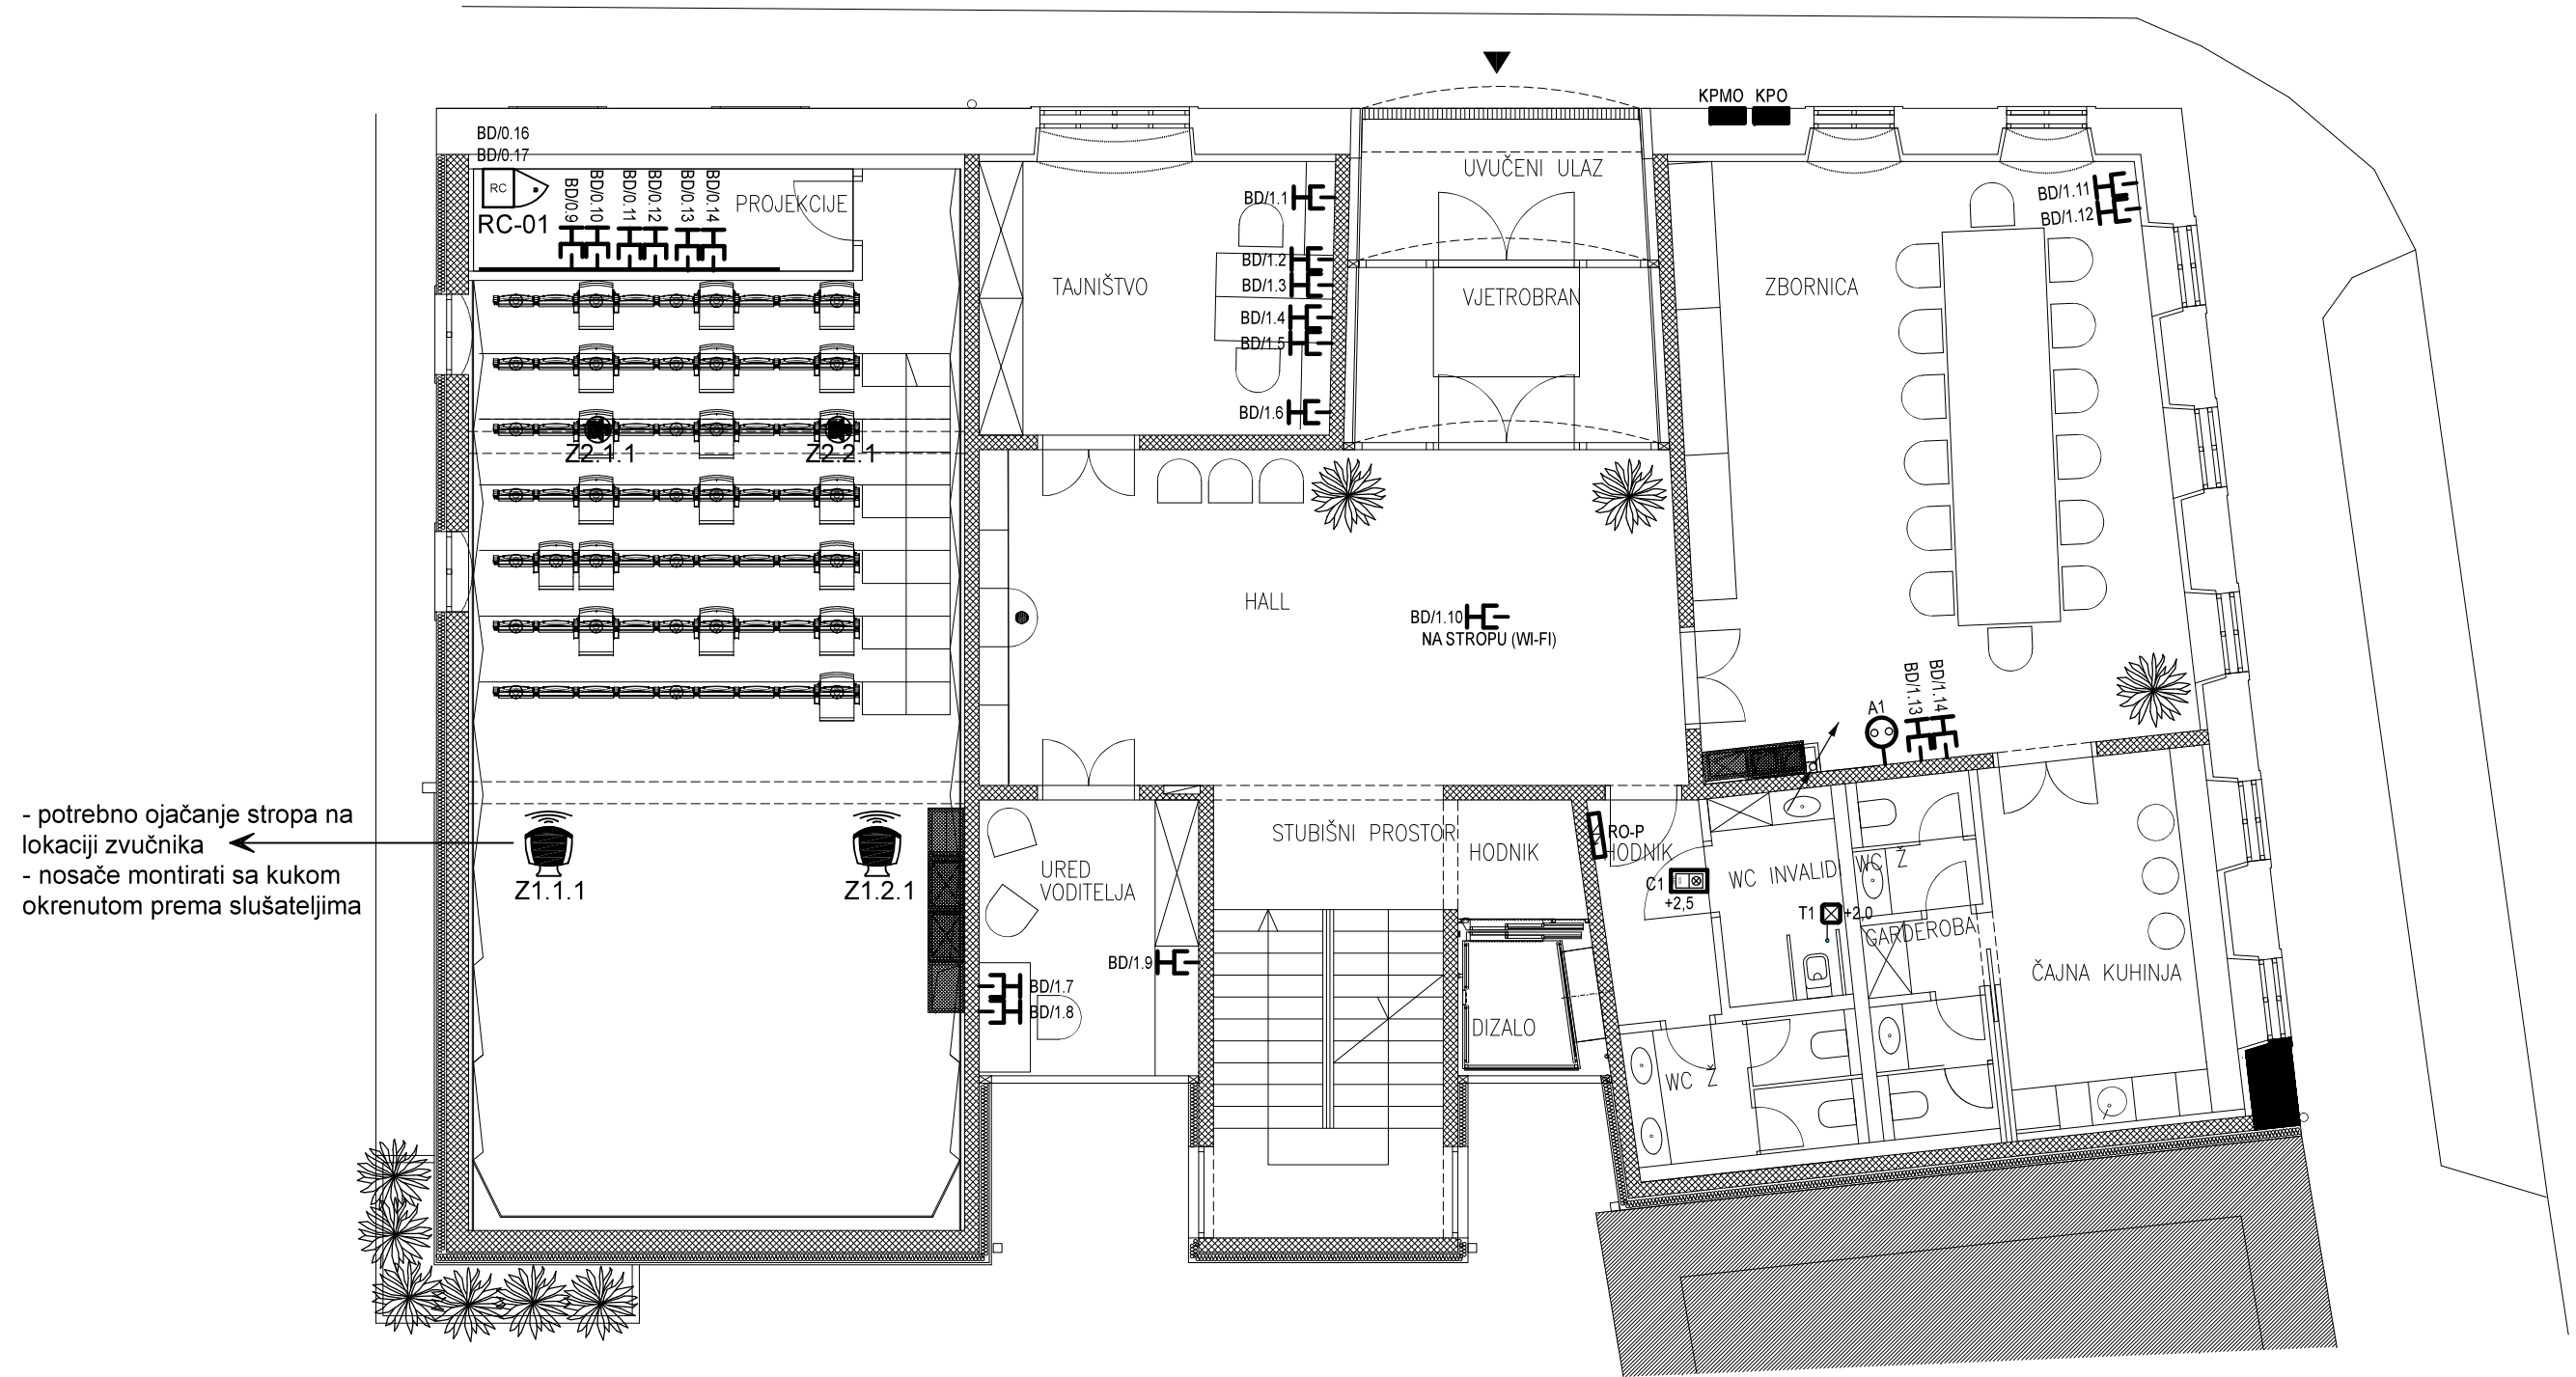 KPMO KPO
BD/0.16
BD/0.17
RC
RC-01
BD/0.9
BD/0.10
BD/0.11
BD/0.12
BD/0.13
BD/0.14
PROJEKCIJE
BD/1.1
BD/1.2
BD/1.3
BD/1.4
BD/1.5
BD/1.6
TAJNIŠTVO
UVUČENI ULAZ
VJETROBRAN
ZBORNICA
BD/1.11
BD/1.12
Z2.1.1
Z2.2.1
HALL
BD/1.10
NA STROPU (WI-FI)
BD/1.13
BD/1.14
A1
- potrebno ojačanje stropa na
lokaciji zvučnika
- nosače montirati sa kukom
okrenutom prema slušateljima
Z1.1.1
Z1.2.1
URED
VODITELJA
STUBIŠNI PROSTOR
HODNIK
RO-P
HODNIK
C1
+2,5
WC INVALIDI
WC Ž
T1
+2,0
GARDEROBA
ČAJNA KUHINJA
BD/1.9
BD/1.7
BD/1.8
DIZALO
WC Ž